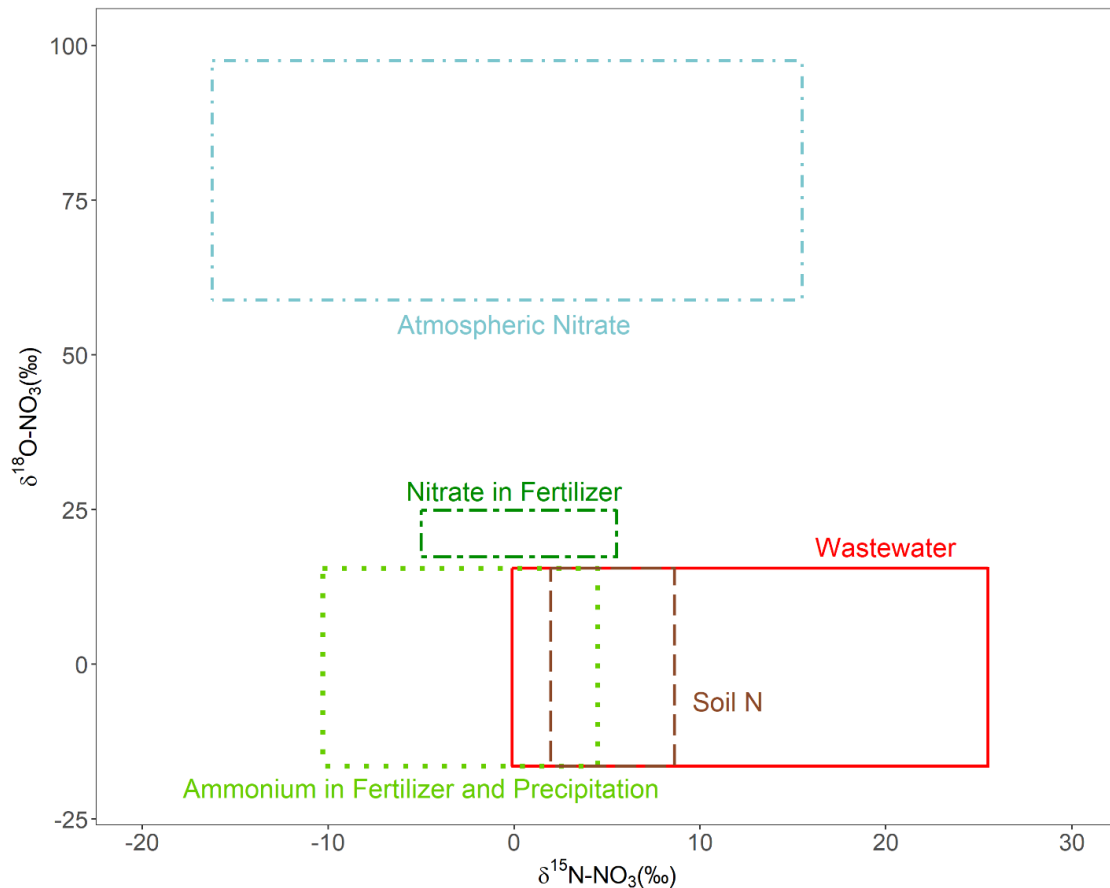 100
75
50
25
0
-25
δ¹⁸O-NO₃(‰)
Atmospheric Nitrate
Nitrate in Fertilizer
Wastewater
Soil N
Ammonium in Fertilizer and Precipitation
-20
-10
0
10
20
30
δ¹⁵N-NO₃(‰)